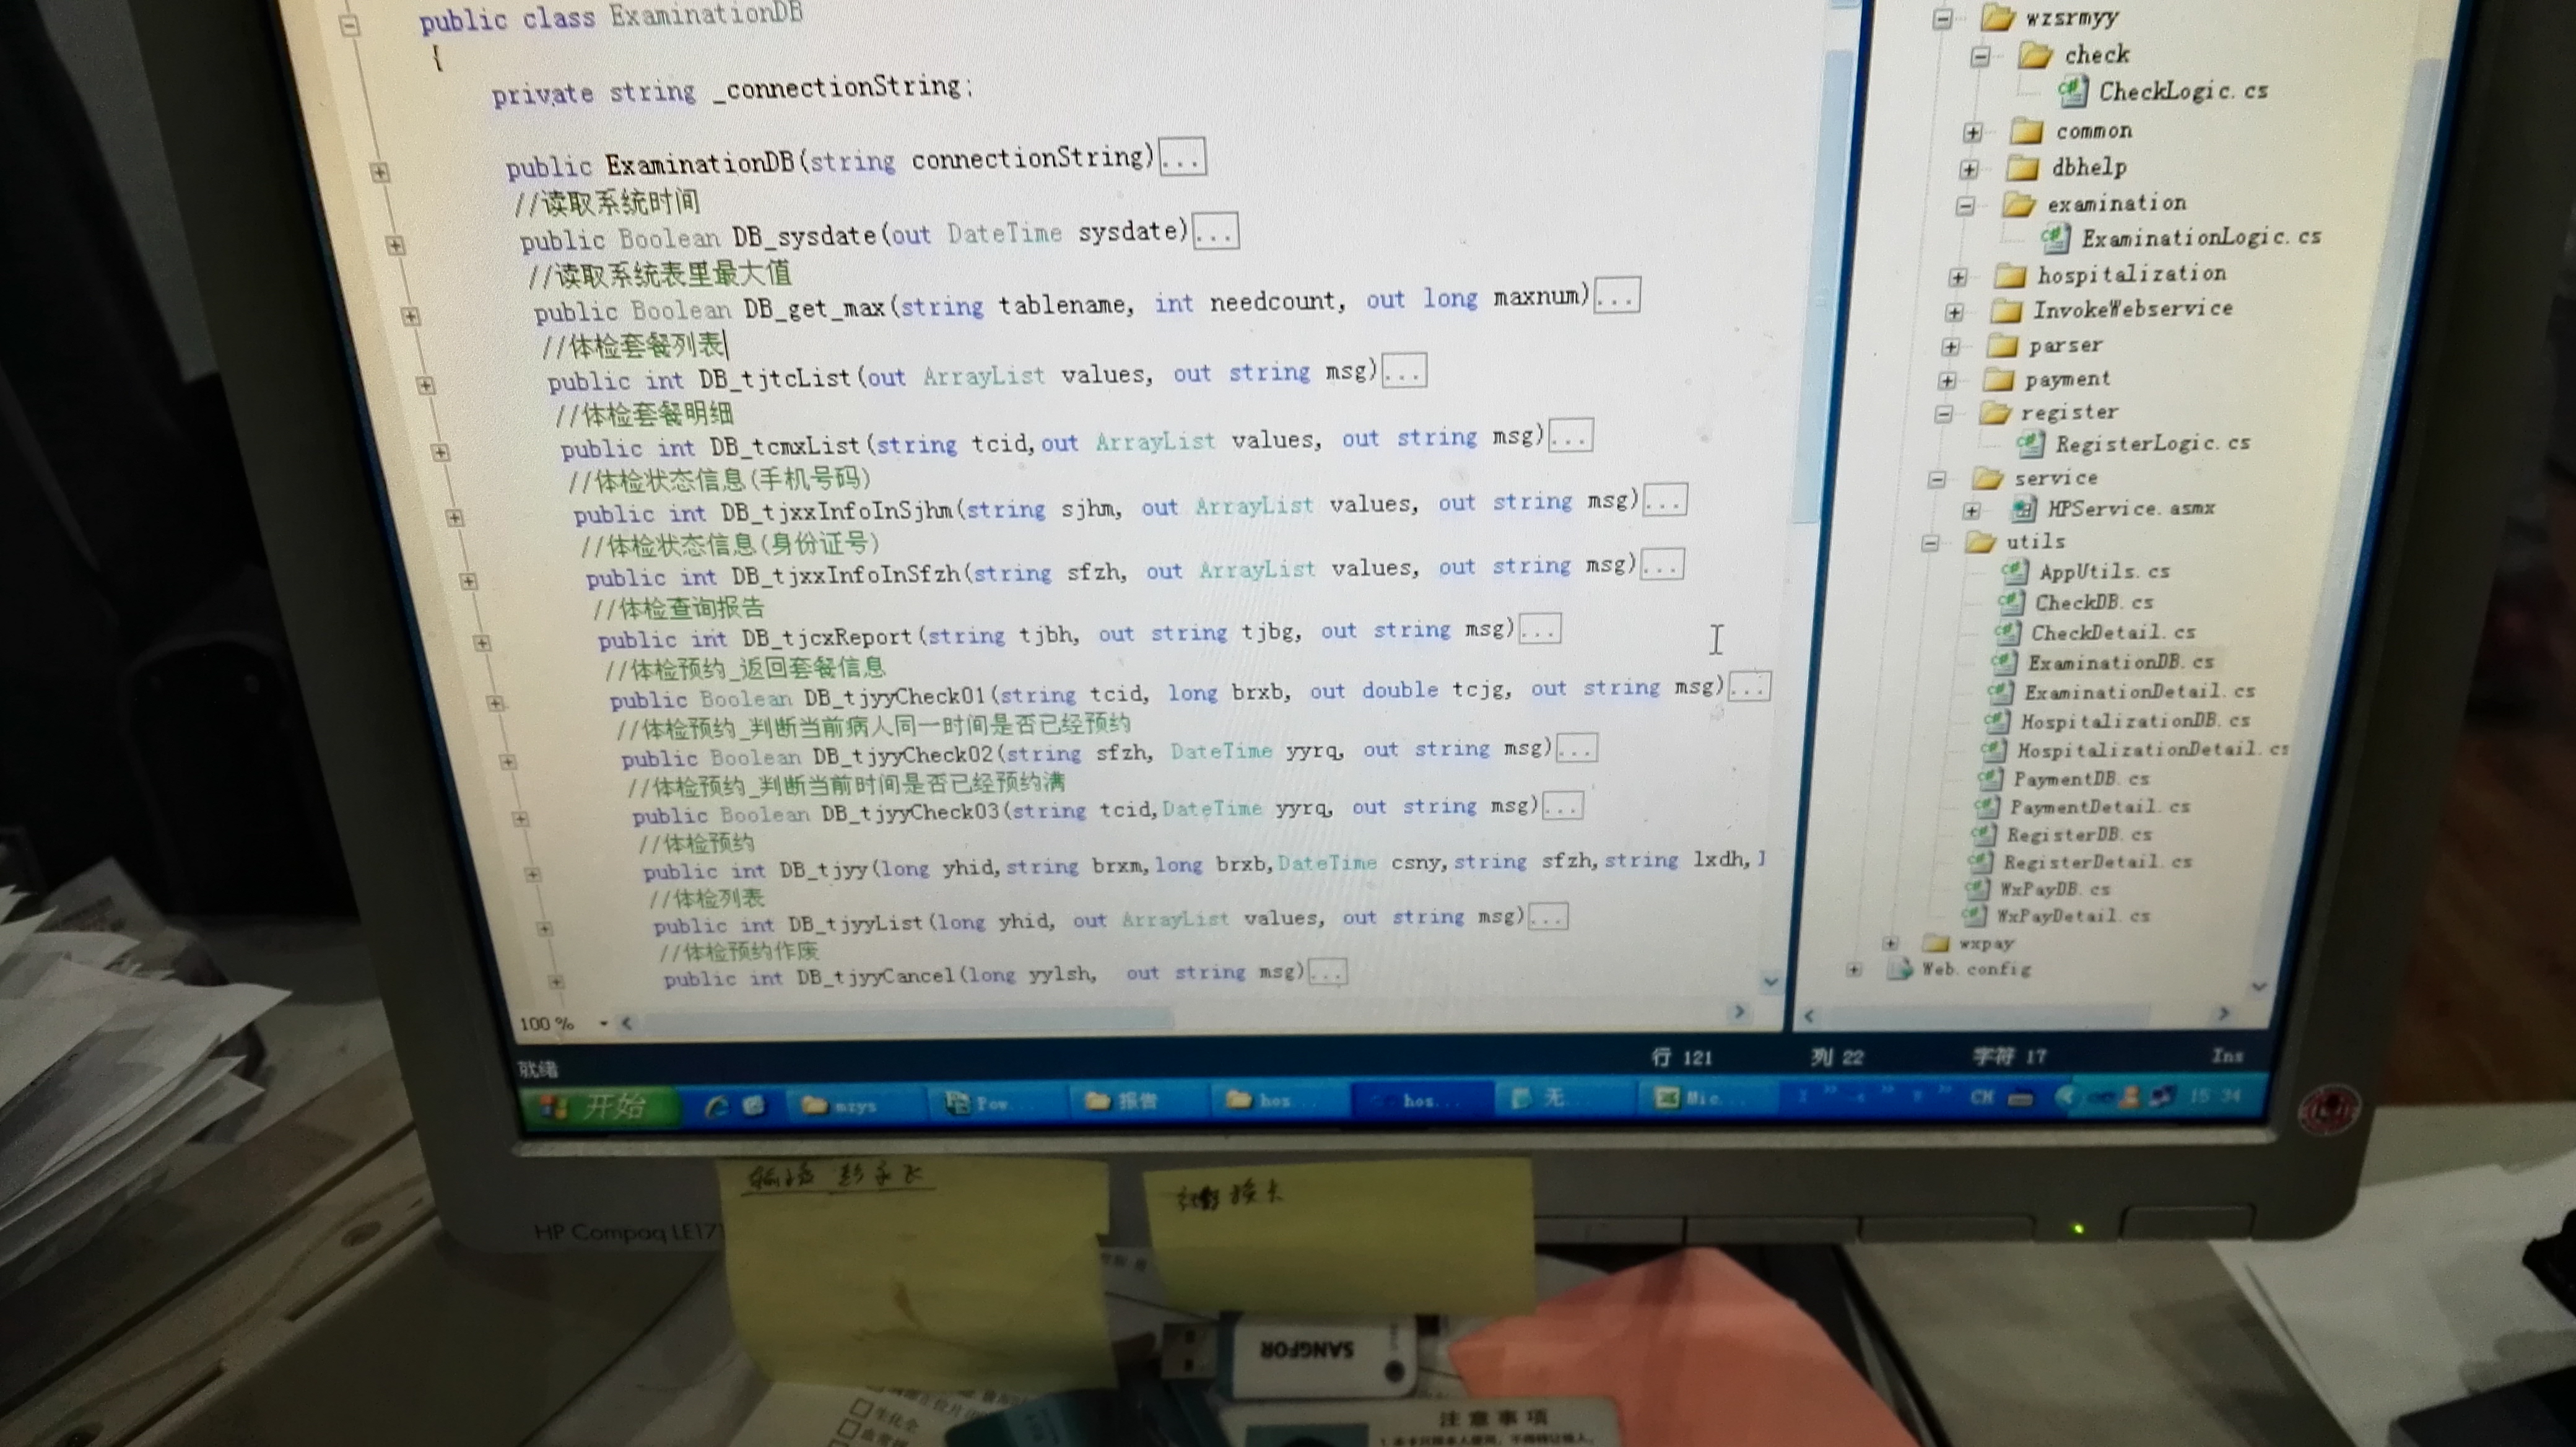 public class ExaminationDB
{
private string _connectionString;
public ExaminationDB(string connectionString)...
//读取系统时间
public Boolean DB_sysdate(out DateTime sysdate)...
//读取系统表里最大值
public Boolean DB_get_max(string tablename, int needcount, out long maxnum)...
//体检套餐列表
public int DB_tjtcList(out ArrayList values, out string msg)...
//体检套餐明细
public int DB_tcmxList(string tcid,out ArrayList values, out string msg)...
//体检状态信息(手机号码)
public int DB_tjxxInfoInSjhm(string sjhm, out ArrayList values, out string msg)...
//体检状态信息(身份证号)
public int DB_tjxxInfoInSfzh(string sfzh, out ArrayList values, out string msg)...
//体检查询报告
public int DB_tjcxReport(string tjbh, out string tjbg, out string msg)...
//体检预约_返回套餐信息
public Boolean DB_tjyyCheck01(string tcid, long brxb, out double tcjg, out string msg)...
//体检预约_判断当前病人同一时间是否已经预约
public Boolean DB_tjyyCheck02(string sfzh, DateTime yyrq, out string msg)...
//体检预约_判断当前时间是否已经预约满
public Boolean DB_tjyyCheck03(string tcid,DateTime yyrq, out string msg)...
//体检预约
public int DB_tjyy(long yhid,string brxm,long brxb,DateTime csny,string sfzh,string lxdh,
//体检列表
public int DB_tjyyList(long yhid, out ArrayList values, out string msg)...
//体检预约作废
public int DB_tjyyCancel(long yylsh, out string msg)...
100 %
wzsrmyy
check
CheckLogic.cs
common
dbhelp
examination
ExaminationLogic.cs
hospitalization
InvokeWebservice
parser
payment
register
RegisterLogic.cs
service
HPService.asmx
utils
AppUtils.cs
CheckDB.cs
CheckDetail.cs
ExaminationDB.cs
ExaminationDetail.cs
HospitalizationDB.cs
HospitalizationDetail.cs
PaymentDB.cs
PaymentDetail.cs
RegisterDB.cs
RegisterDetail.cs
WxPayDB.cs
WxPayDetail.cs
wxpay
Web.config
就绪 行 121 列 22 字符 17 Ins
开始 mzys Pow... 报告 hos... hos... 无 Mic... CH 15:34
HP Compaq LE17
换卡
SANGFOR
生化全
注意事项